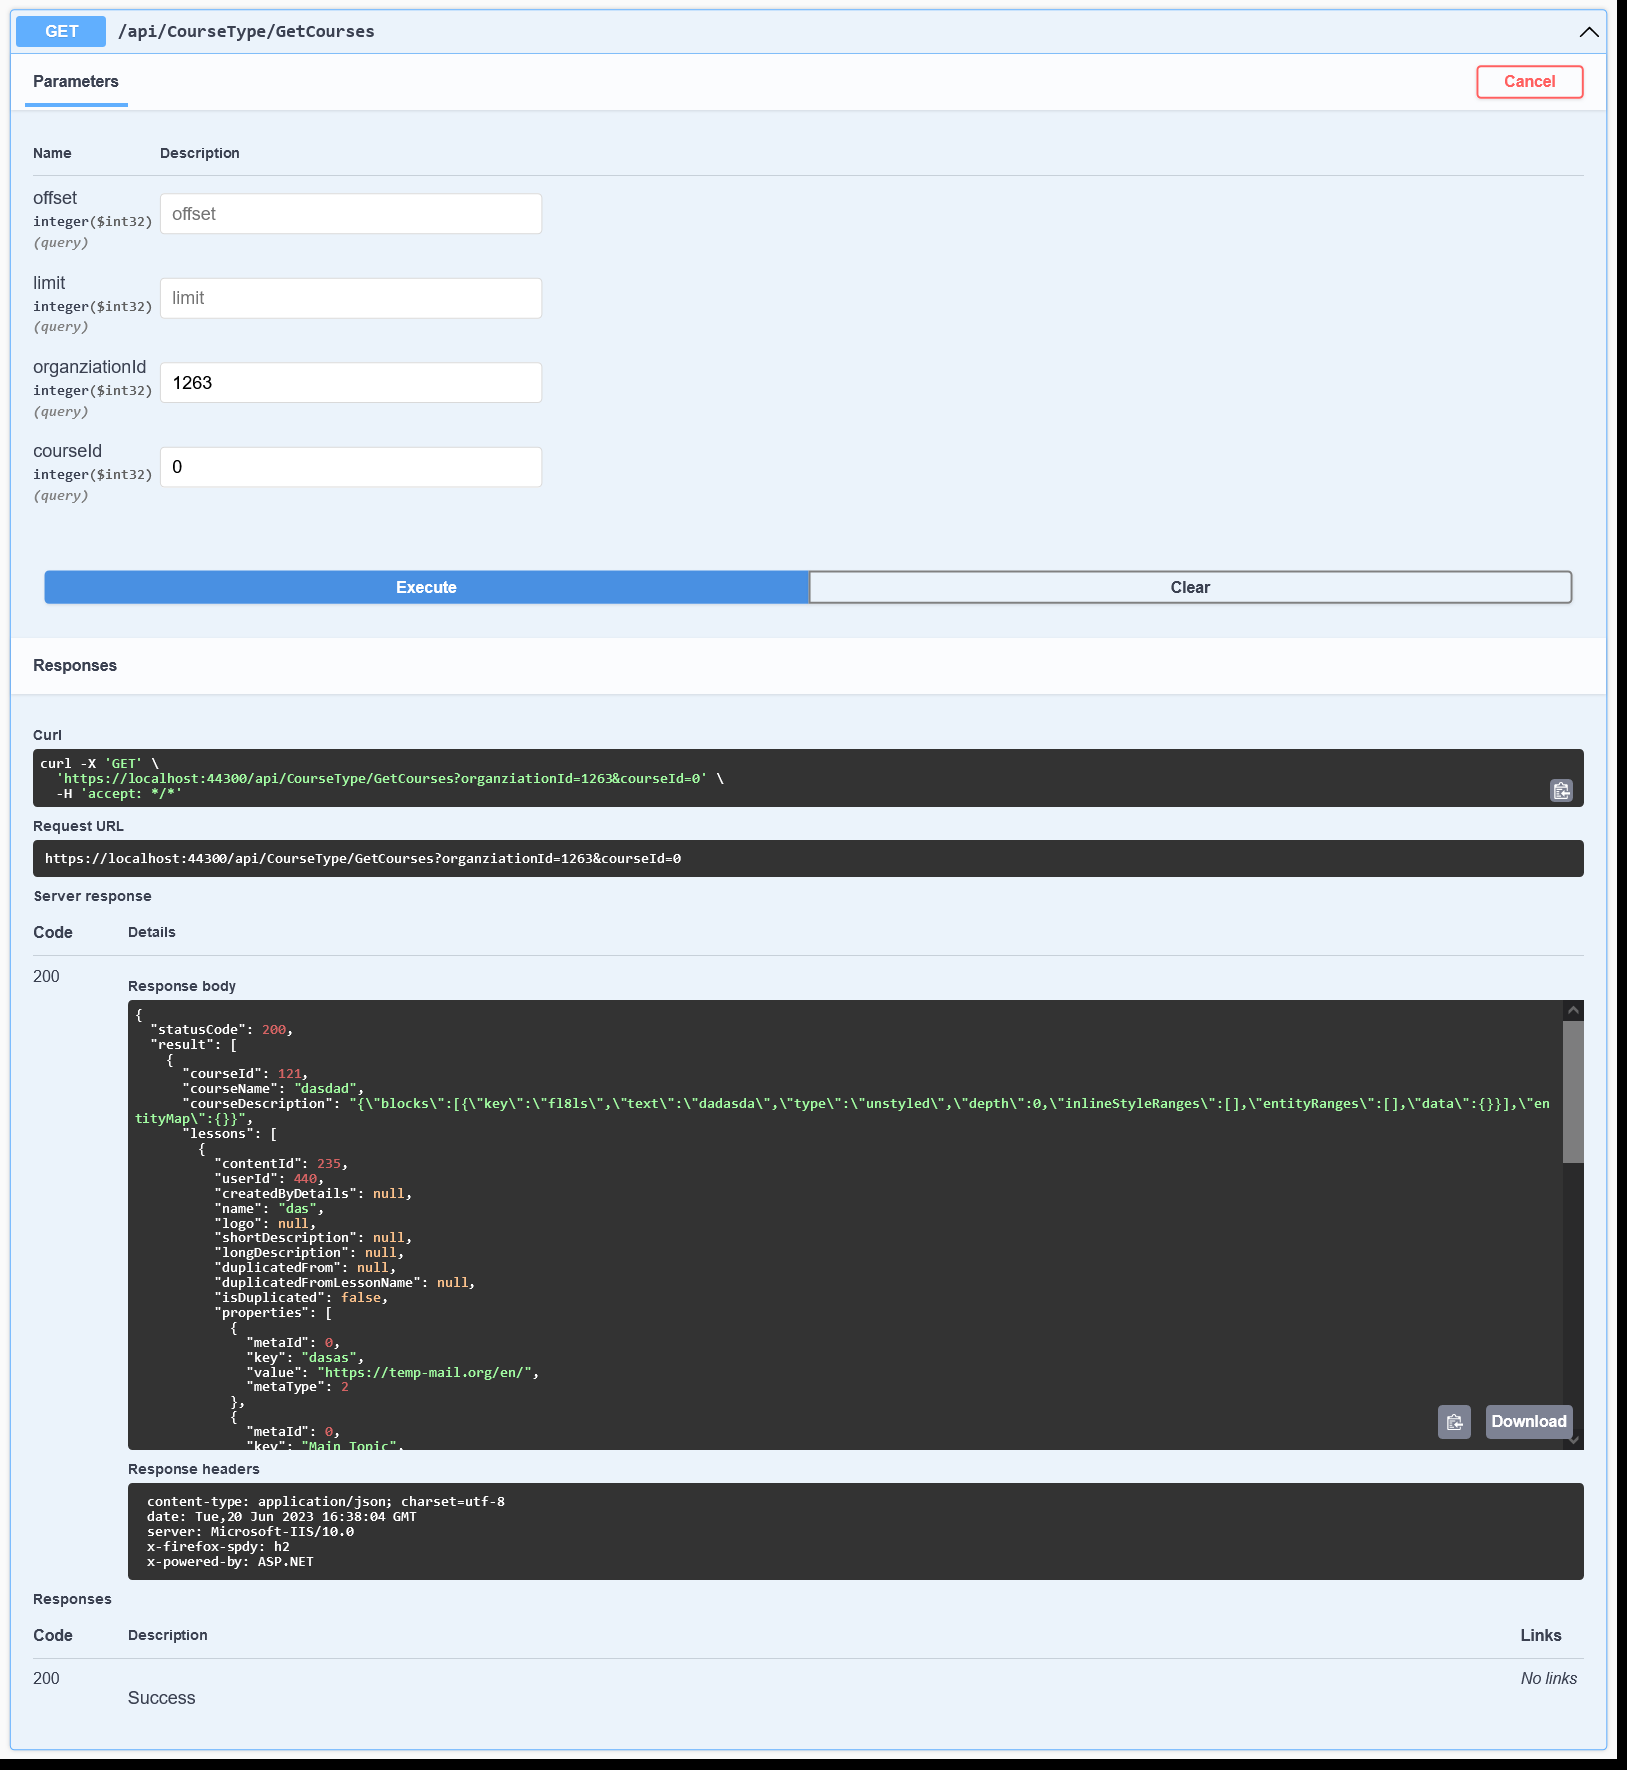 GET /api/CourseType/GetCourses
Parameters
Cancel
Name Description
offset
integer($int32)
(query)
offset
limit
integer($int32)
(query)
limit
organziationId
integer($int32)
(query)
1263
courseId
integer($int32)
(query)
0
Execute
Clear
Responses
Curl
curl -X 'GET' \
'https://localhost:44300/api/CourseType/GetCourses?organziationId=1263&courseId=0' \
-H 'accept: */*'
Request URL
https://localhost:44300/api/CourseType/GetCourses?organziationId=1263&courseId=0
Server response
Code Details
200
Response body
{
"statusCode": 200,
"result": [
{
"courseId": 121,
"courseName": "dasdad",
"courseDescription": "{\"blocks\":[{\"key\":\"fl8ls\",\"text\":\"dadasda\",\"type\":\"unstyled\",\"depth\":0,\"inlineStyleRanges\":[],\"entityRanges\":[],\"data\":{}}],\"en
tityMap\":{}}",
"lessons": [
{
"contentId": 235,
"userId": 440,
"createdByDetails": null,
"name": "das",
"logo": null,
"shortDescription": null,
"longDescription": null,
"duplicatedFrom": null,
"duplicatedFromLessonName": null,
"isDuplicated": false,
"properties": [
{
"metaId": 0,
"key": "dasas",
"value": "https://temp-mail.org/en/",
"metaType": 2
},
{
"metaId": 0,
"key": "Main Topic",
Download
Response headers
content-type: application/json; charset=utf-8
date: Tue,20 Jun 2023 16:38:04 GMT
server: Microsoft-IIS/10.0
x-firefox-spdy: h2
x-powered-by: ASP.NET
Responses
Code Description Links
200
Success
No links